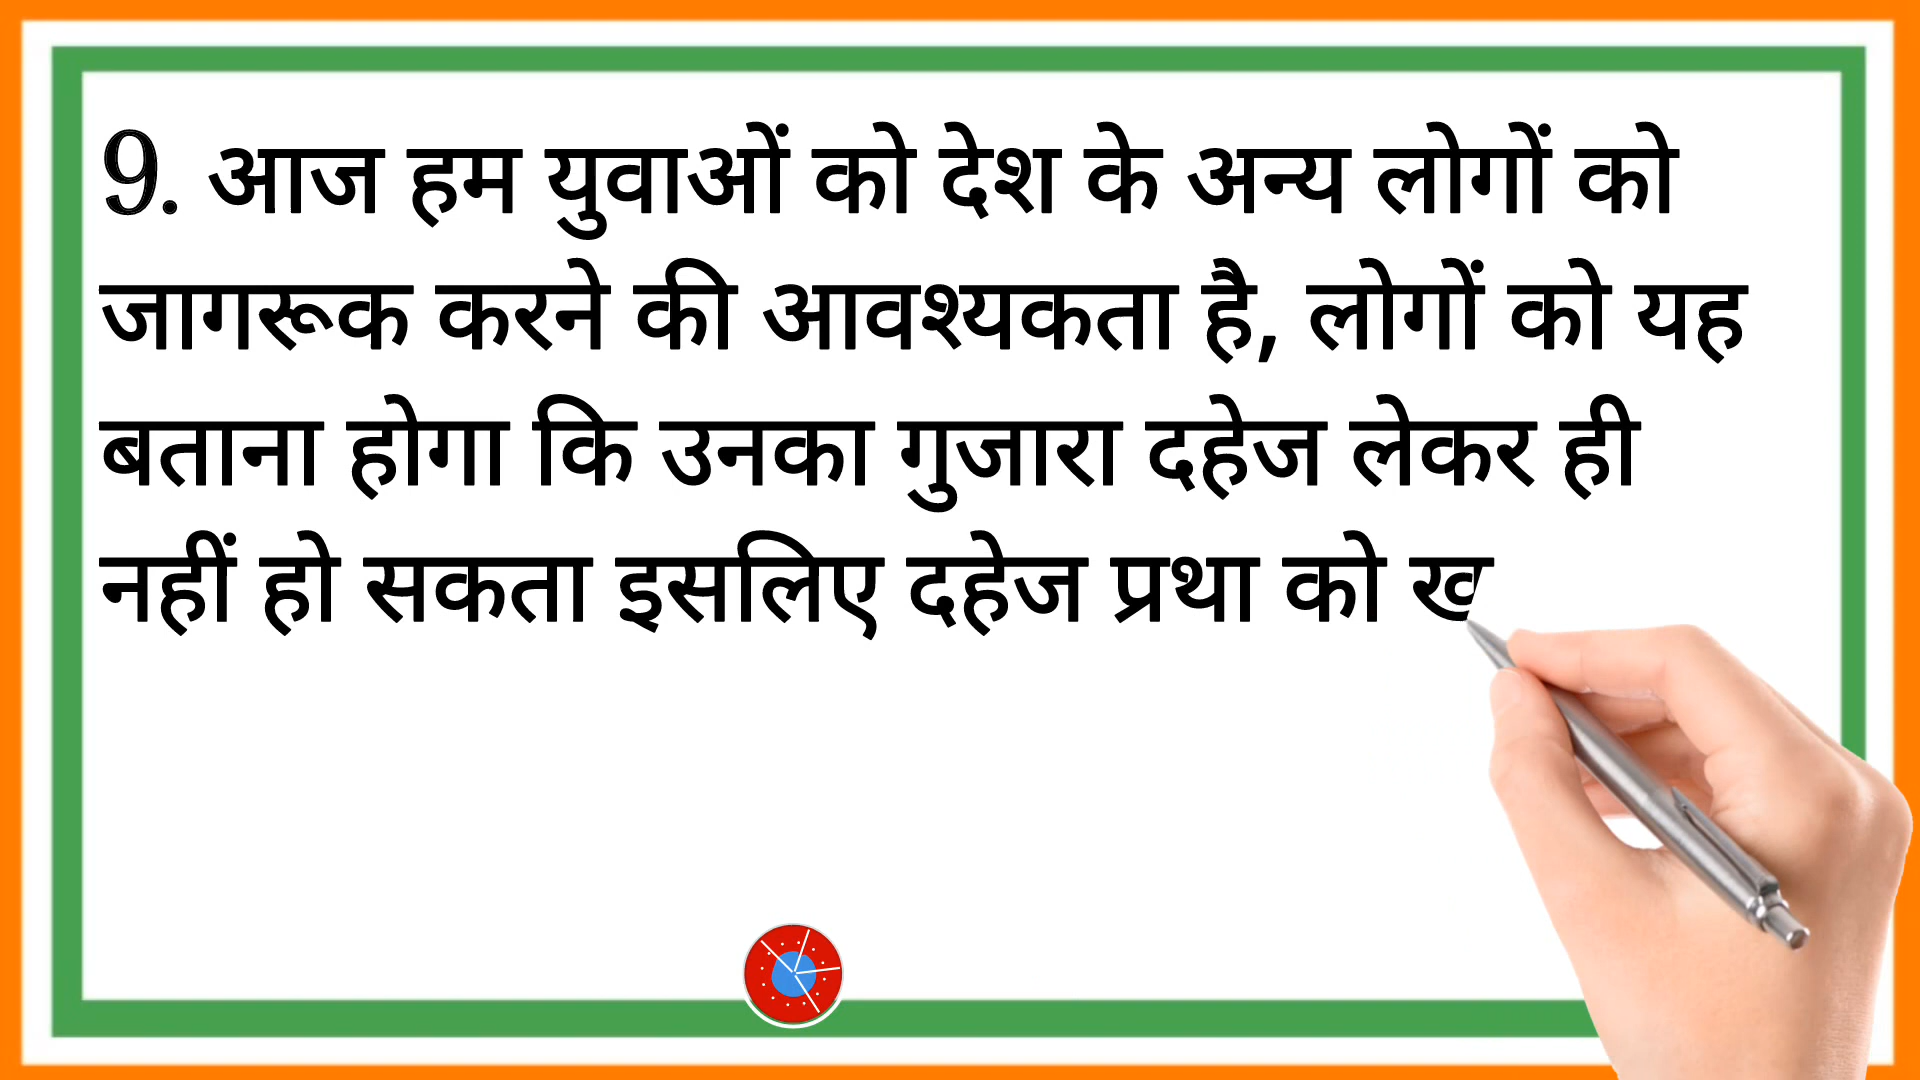 9. आज हम युवाओं को देश के अन्य लोगों को
जागरूक करने की आवश्यकता है, लोगों को यह
बताना होगा कि उनका गुजारा दहेज लेकर ही
नहीं हो सकता इसलिए दहेज प्रथा को ख